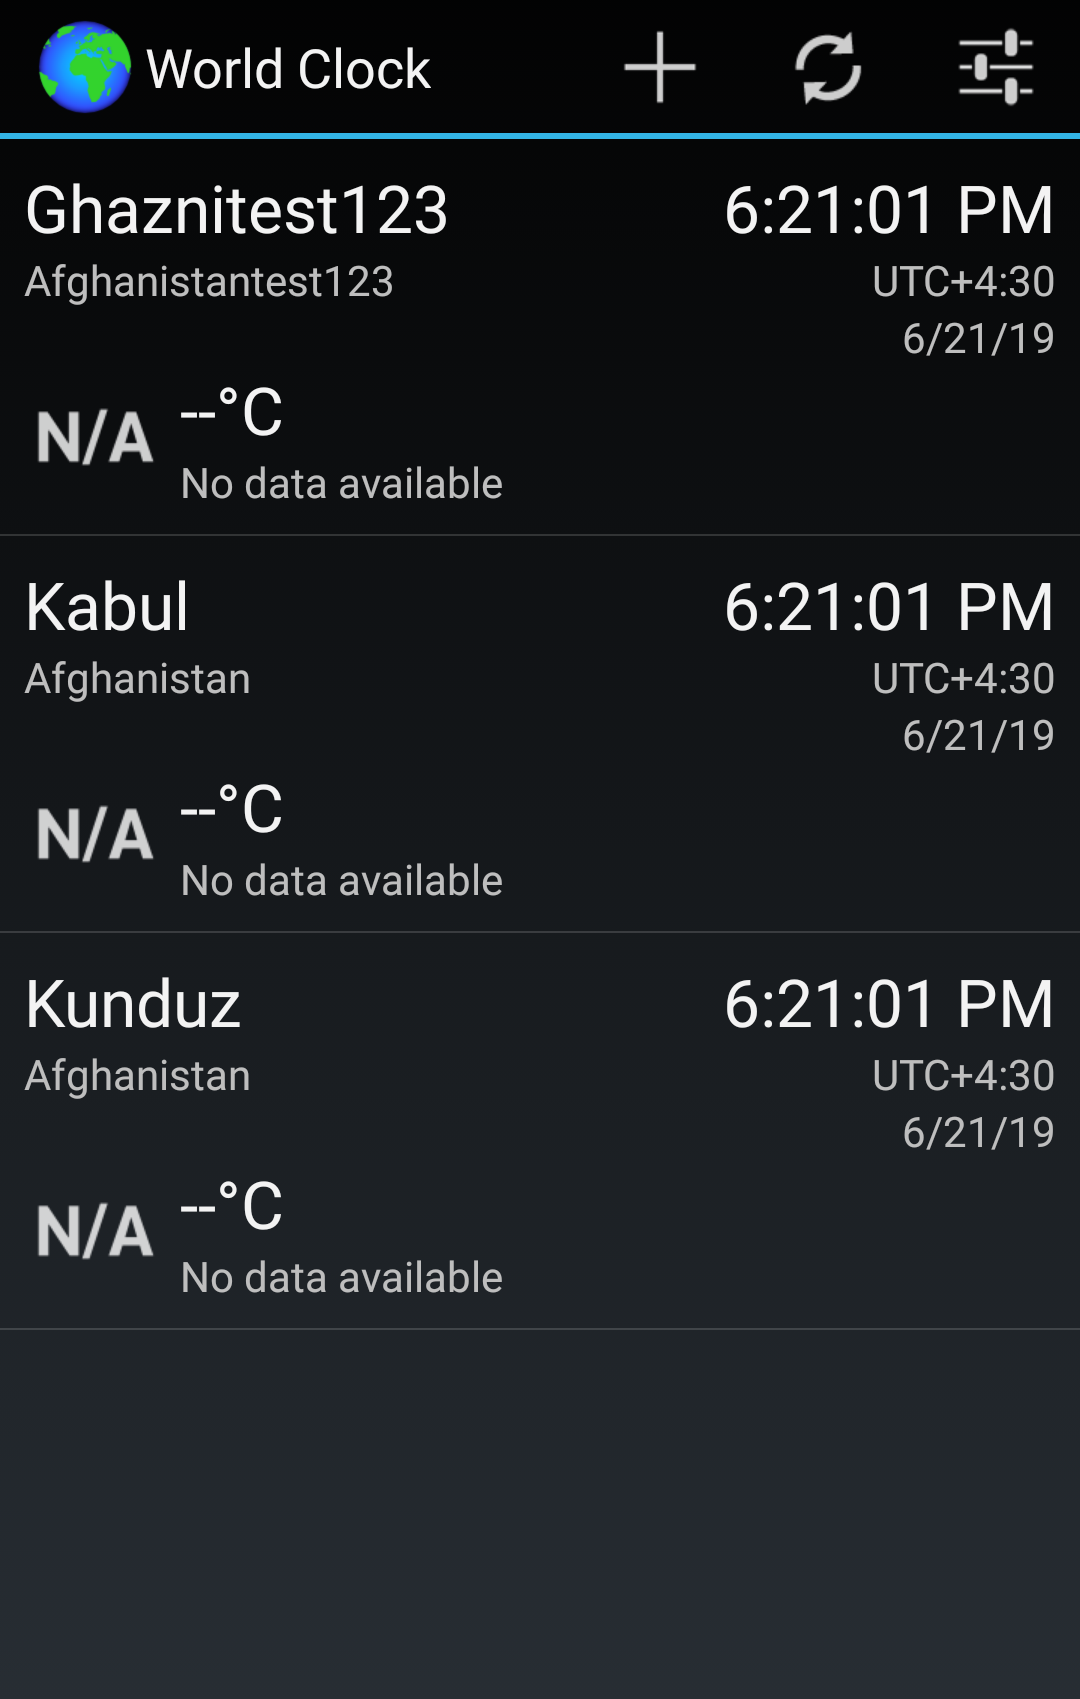 World Clock
Ghaznitest123 6:21:01 PM
Afghanistantest123 UTC+4:30
6/21/19
N/A --°C
No data available
Kabul 6:21:01 PM
Afghanistan UTC+4:30
6/21/19
N/A --°C
No data available
Kunduz 6:21:01 PM
Afghanistan UTC+4:30
6/21/19
N/A --°C
No data available